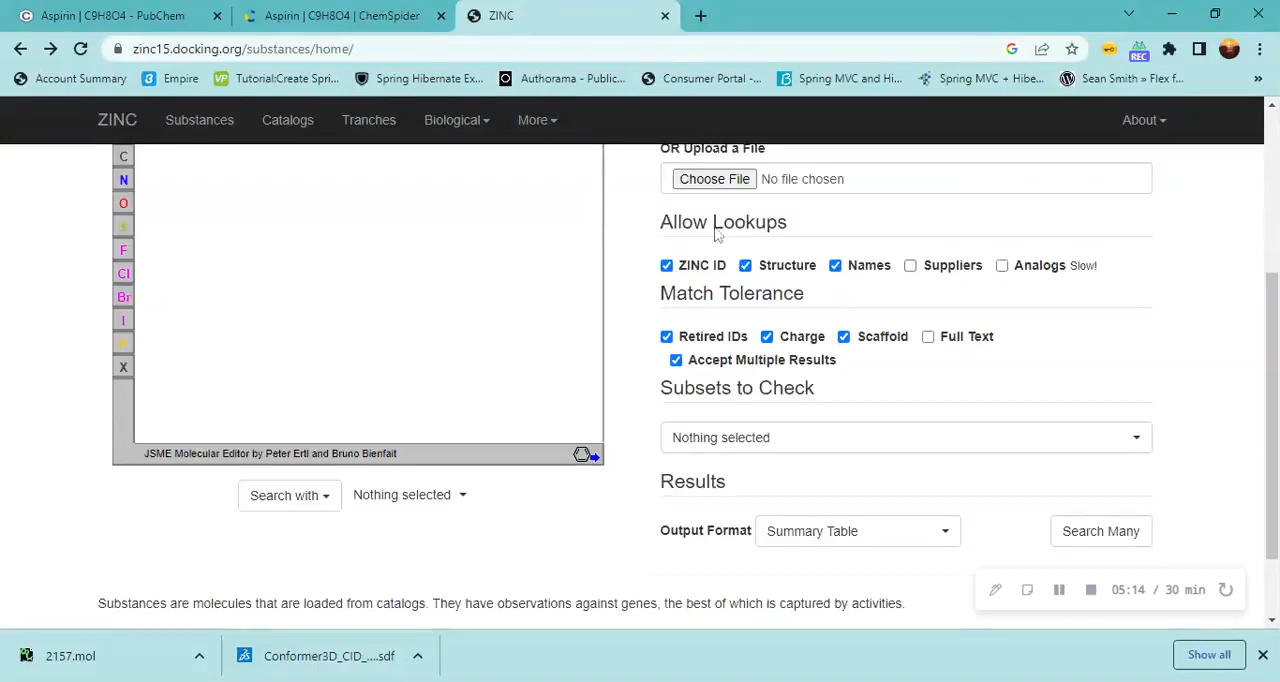 Aspirin | C9H8O4 - PubChem
Aspirin | C9H8O4 | ChemSpider
ZINC
zinc15.docking.org/substances/home/
REC
Account Summary
Empire
Tutorial:Create Spri...
Spring Hibernate Ex...
Authorama - Public...
Consumer Portal -...
Spring MVC and Hi...
Spring MVC + Hibe...
Sean Smith » Flex f...
»
ZINC Substances Catalogs Tranches Biological More About
C
N
O
S
F
Cl
Br
I
P
X
JSME Molecular Editor by Peter Ertl and Bruno Bienfait
Search with Nothing selected
OR Upload a File
Choose File No file chosen
Allow Lookups
ZINC ID Structure Names Suppliers Analogs Slow!
Match Tolerance
Retired IDs Charge Scaffold Full Text
Accept Multiple Results
Subsets to Check
Nothing selected
Results
Output Format Summary Table Search Many
Substances are molecules that are loaded from catalogs. They have observations against genes, the best of which is captured by activities.
05:14 / 30 min
2157.mol
Conformer3D_CID_....sdf
Show all